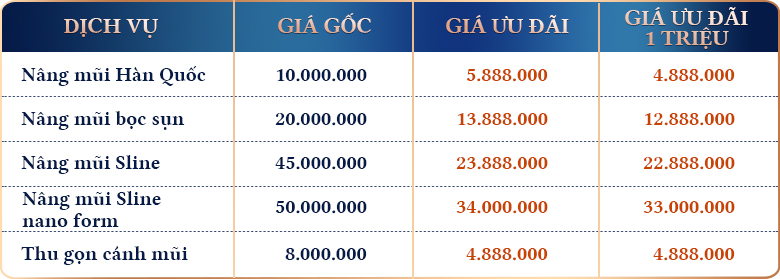 DỊCH VỤ GIÁ GỐC GIÁ ƯU ĐÃI GIÁ ƯU ĐÃI
1 TRIỆU
Nâng mũi Hàn Quốc 10.000.000 5.888.000 4.888.000
Nâng mũi bọc sụn 20.000.000 13.888.000 12.888.000
Nâng mũi Sline 45.000.000 23.888.000 22.888.000
Nâng mũi Sline
nano form 50.000.000 34.000.000 33.000.000
Thu gọn cánh mũi 8.000.000 4.888.000 4.888.000